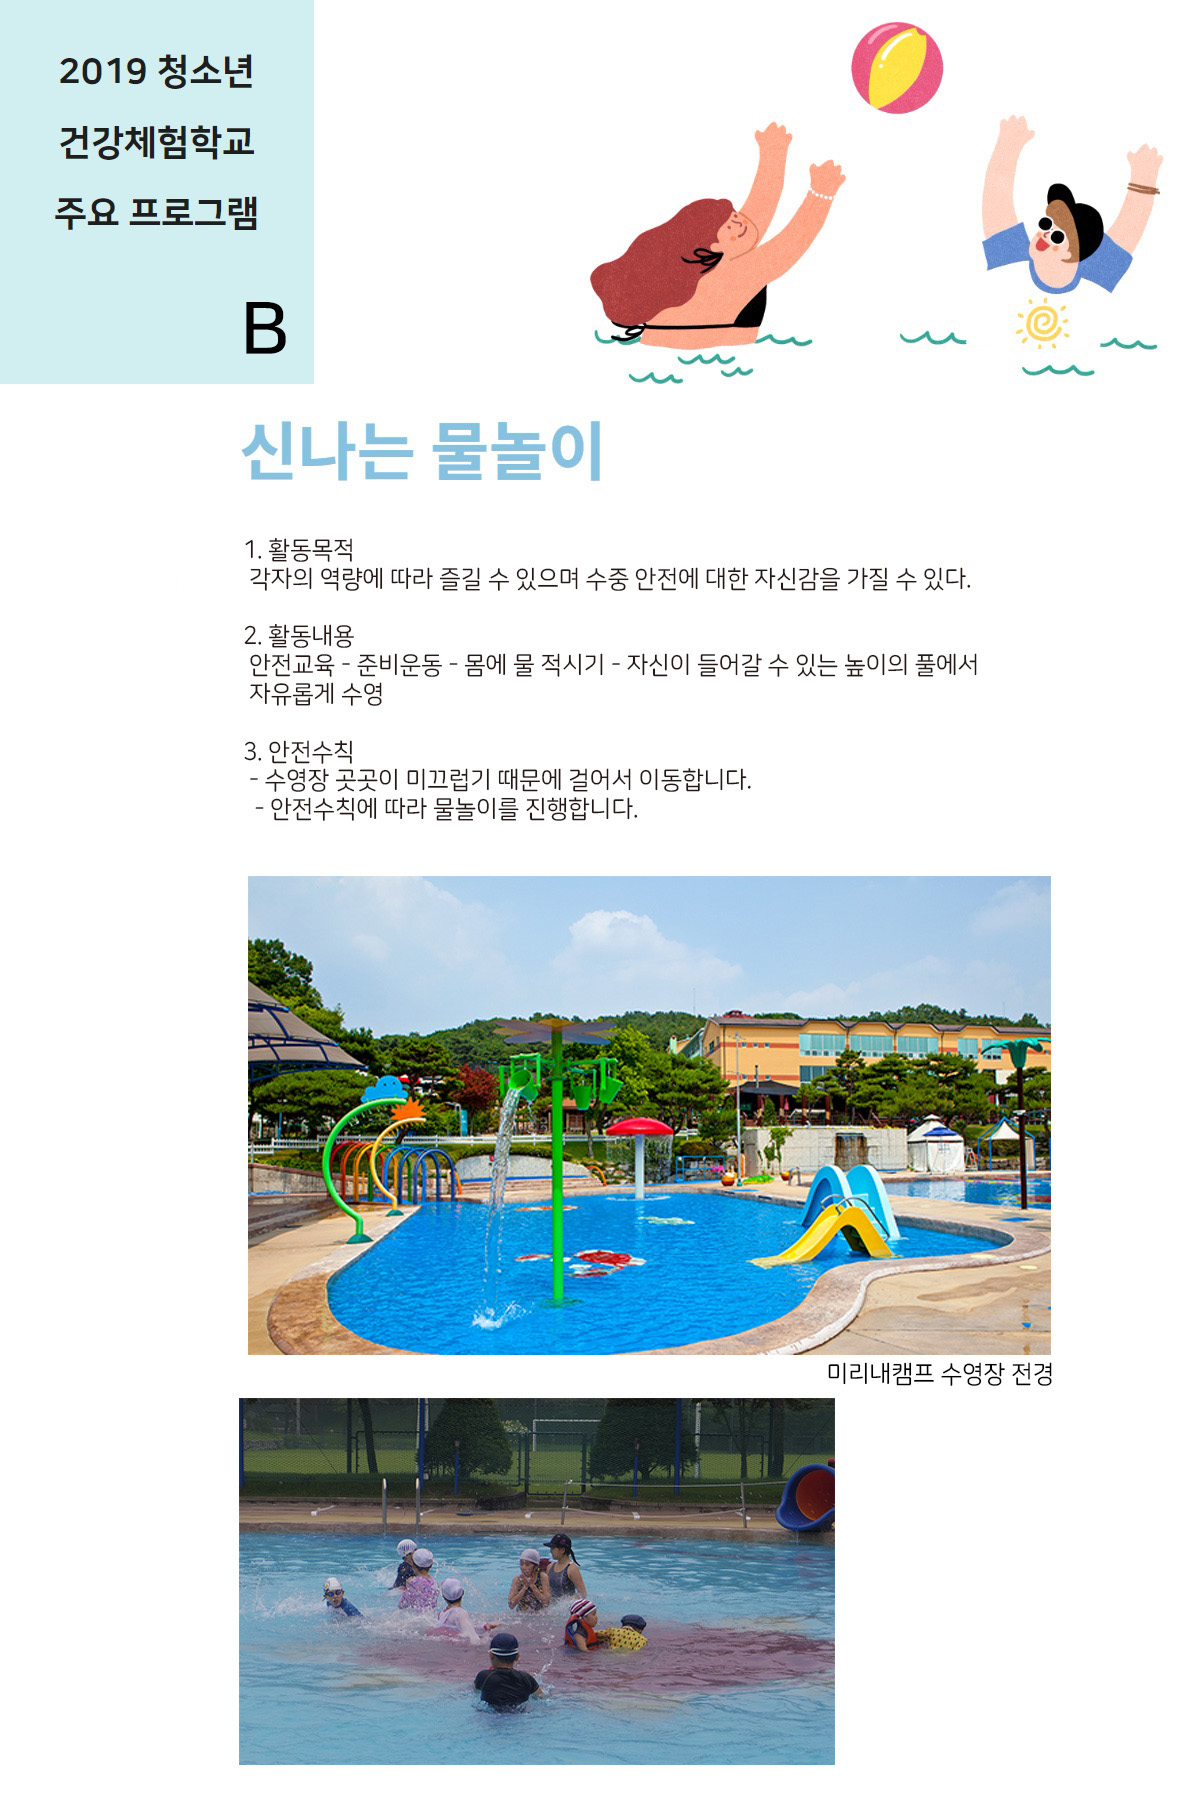 2019 청소년
건강체험학교
주요 프로그램
B
신나는 물놀이
1. 활동목적
각자의 역량에 따라 즐길 수 있으며 수중 안전에 대한 자신감을 가질 수 있다.
2. 활동내용
안전교육 - 준비운동 - 몸에 물 적시기 - 자신이 들어갈 수 있는 높이의 풀에서
자유롭게 수영
3. 안전수칙
- 수영장 곳곳이 미끄럽기 때문에 걸어서 이동합니다.
- 안전수칙에 따라 물놀이를 진행합니다.
미리내캠프 수영장 전경